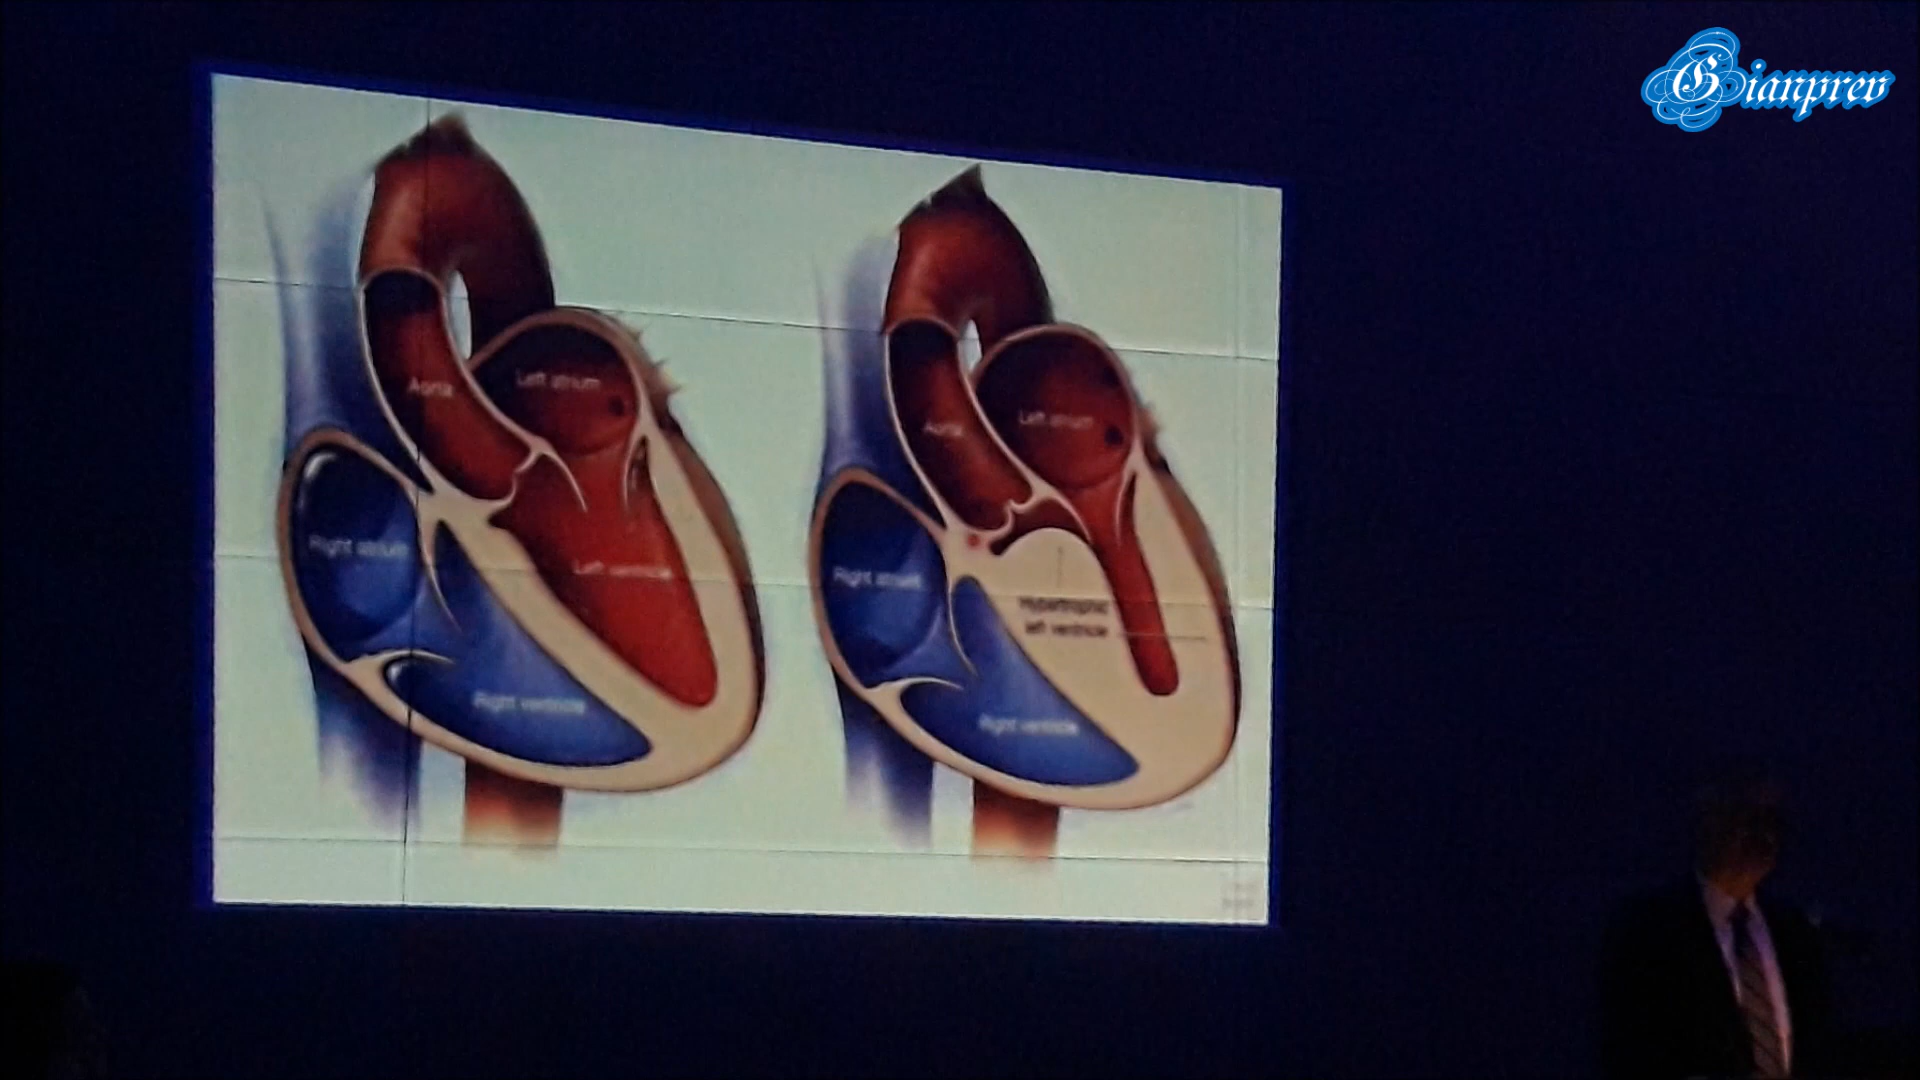 Gianprev
Aorta
Left atrium
Right atrium
Left ventricle
Right ventricle
Aorta
Left atrium
Right atrium
Hypertrophic
left ventricle
Right ventricle